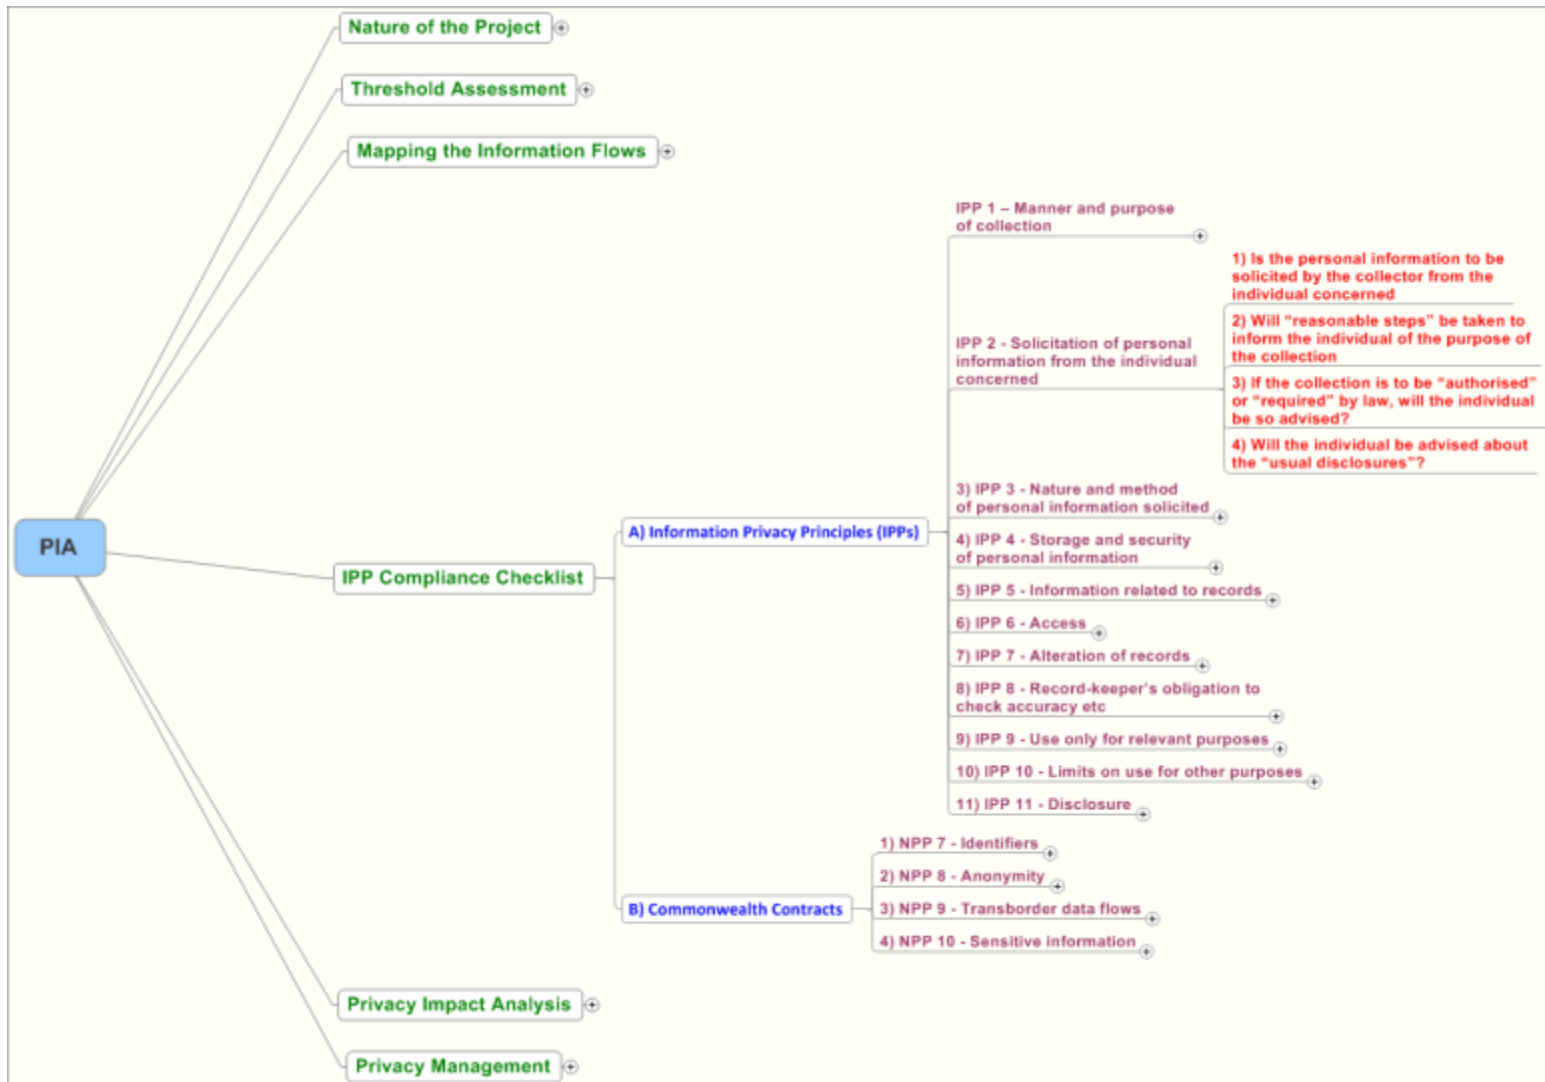 Nature of the Project
Threshold Assessment
Mapping the Information Flows
IPP 1 – Manner and purpose
of collection
1) Is the personal information to be
solicited by the collector from the
individual concerned
2) Will “reasonable steps” be taken to
inform the individual of the purpose of
the collection
IPP 2 - Solicitation of personal
information from the individual
concerned
3) If the collection is to be “authorised”
or “required” by law, will the individual
be so advised?
4) Will the individual be advised about
the “usual disclosures”?
3) IPP 3 - Nature and method
of personal information solicited
A) Information Privacy Principles (IPPs)
4) IPP 4 - Storage and security
of personal information
PIA
IPP Compliance Checklist
5) IPP 5 - Information related to records
6) IPP 6 - Access
7) IPP 7 - Alteration of records
8) IPP 8 - Record-keeper's obligation to
check accuracy etc
9) IPP 9 - Use only for relevant purposes
10) IPP 10 - Limits on use for other purposes
11) IPP 11 - Disclosure
1) NPP 7 - Identifiers
2) NPP 8 - Anonymity
B) Commonwealth Contracts
3) NPP 9 - Transborder data flows
4) NPP 10 - Sensitive information
Privacy Impact Analysis
Privacy Management